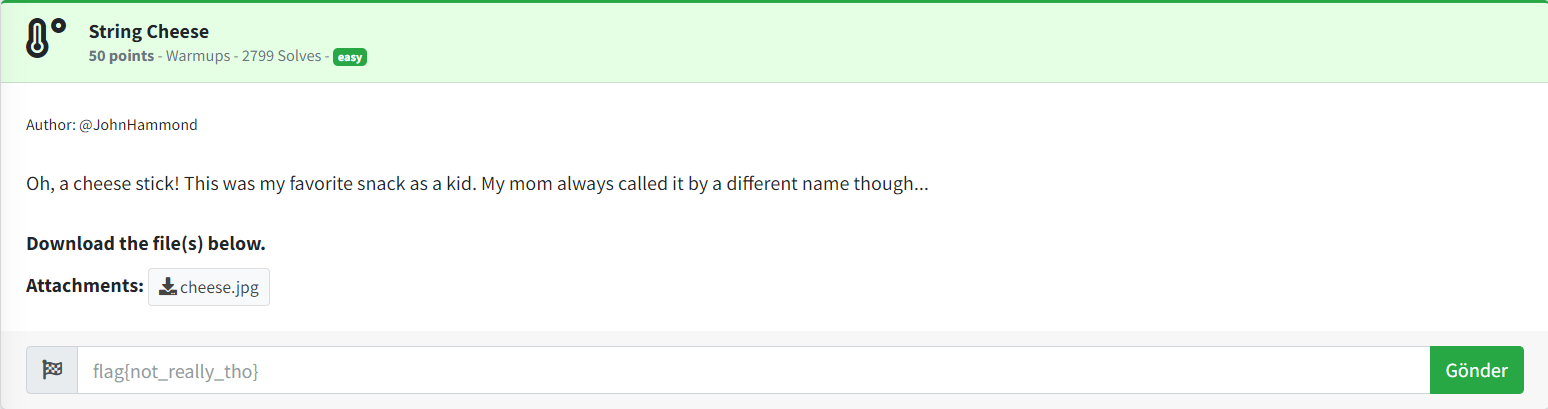 String Cheese
50 points - Warmups - 2799 Solves - easy
Author: @JohnHammond
Oh, a cheese stick! This was my favorite snack as a kid. My mom always called it by a different name though...
Download the file(s) below.
Attachments: cheese.jpg
flag{not_really_tho}
Gönder